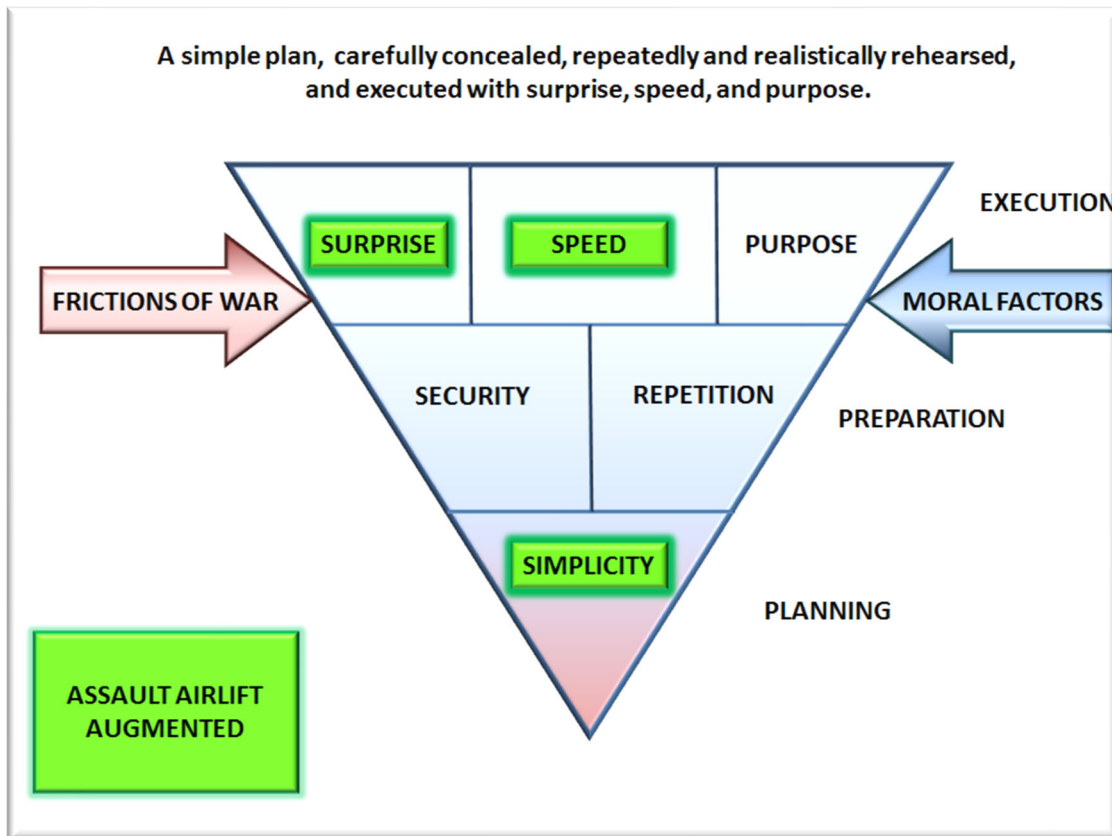 A simple plan, carefully concealed, repeatedly and realistically rehearsed,
and executed with surprise, speed, and purpose.
EXECUTION
SURPRISE
SPEED
PURPOSE
FRICTIONS OF WAR
MORAL FACTORS
SECURITY
REPETITION
PREPARATION
SIMPLICITY
PLANNING
ASSAULT AIRLIFT
AUGMENTED